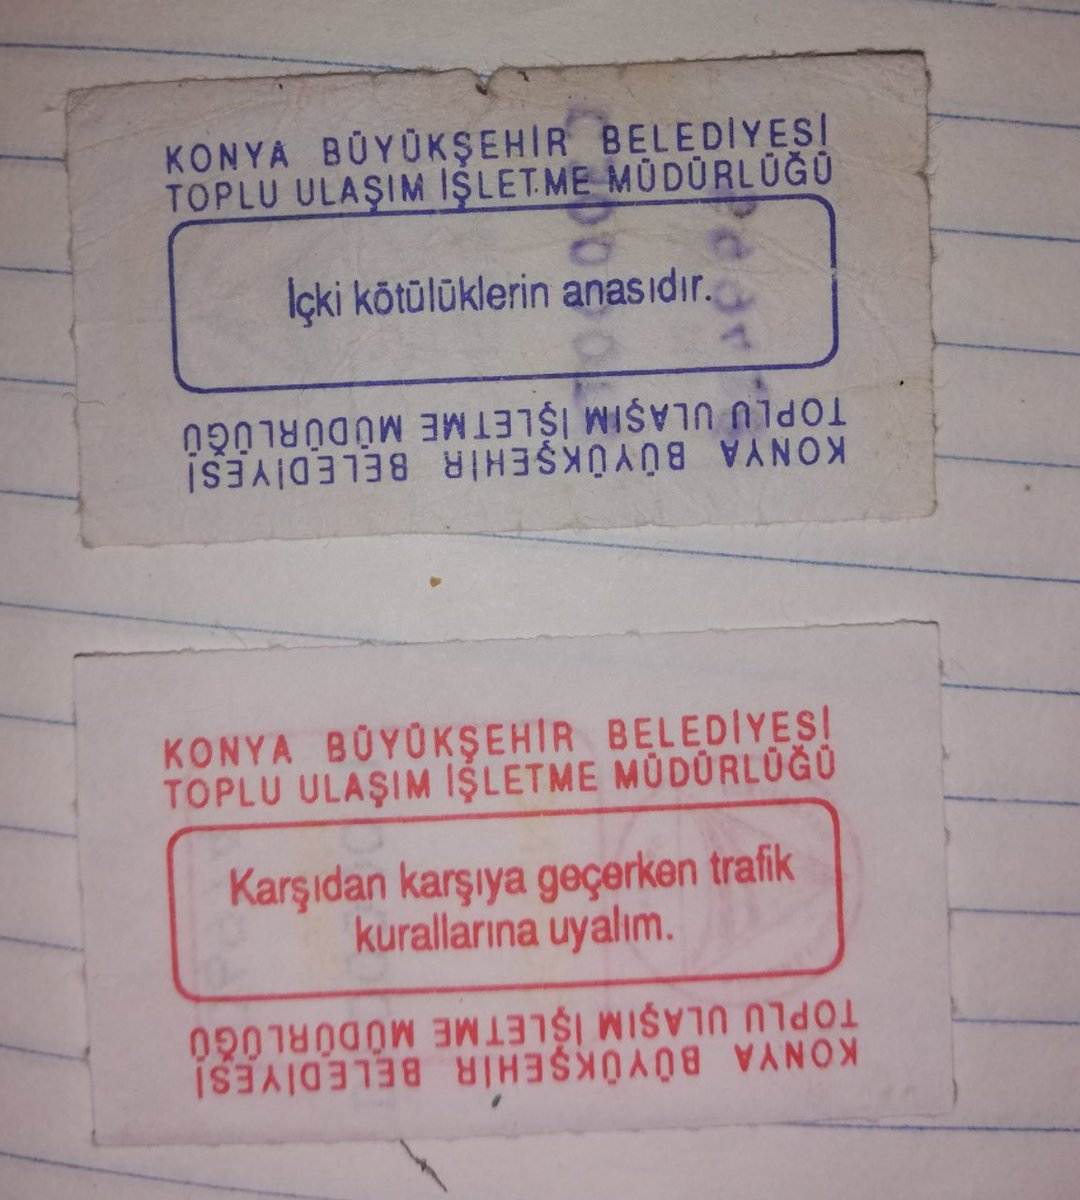 KONYA BÜYÜKŞEHİR BELEDİYESİ
TOPLU ULAŞIM İŞLETME MÜDÜRLÜĞÜ
İçki kötülüklerin anasıdır.
TOPLU ULAŞIM İŞLETME MÜDÜRLÜĞÜ
KONYA BÜYÜKŞEHİR BELEDİYESİ
KONYA BÜYÜKŞEHİR BELEDİYESİ
TOPLU ULAŞIM İŞLETME MÜDÜRLÜĞÜ
Karşıdan karşıya geçerken trafik
kurallarına uyalım.
TOPLU ULAŞIM İŞLETME MÜDÜRLÜĞÜ
KONYA BÜYÜKŞEHİR BELEDİYESİ